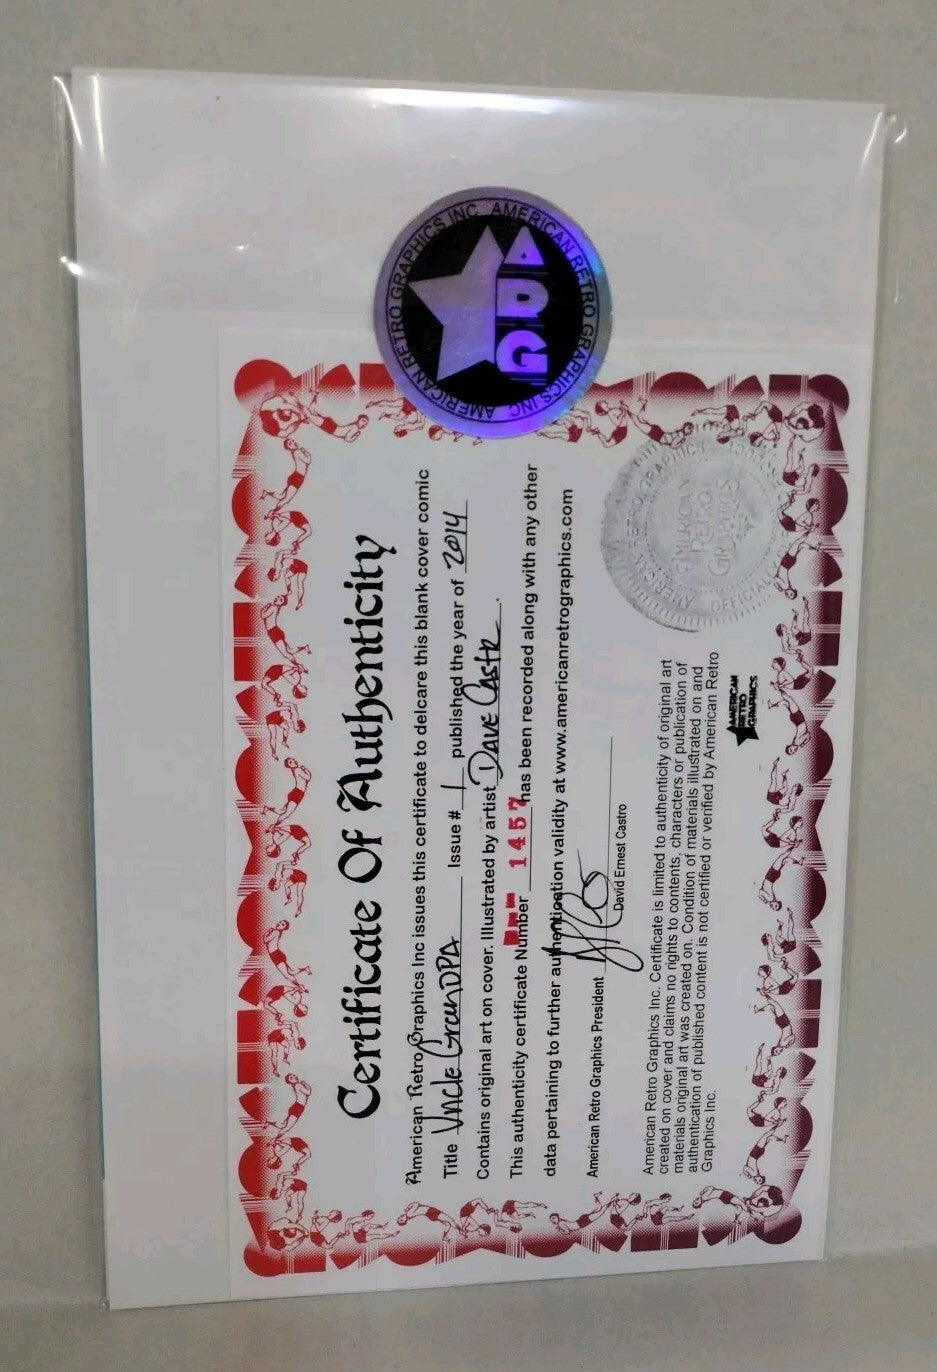 AMERICAN RETRO GRAPHICS INC. AMERICAN RETRO GRAPHICS INC.
ARG
Certificate Of Authenticity
American Retro Graphics Inc issues this certificate to delcare this blank cover comic
Title Uncle GranDPA Issue # 1 published the year of 2014
Contains original art on cover. Illustrated by artist Dave Castr.
This authenticity certificate Number 1457 has been recorded along with any other
data pertaining to further authentication validity at www.americanretrographics.com
American Retro Graphics President
David Ernest Castro
American Retro Graphics Inc. Certificate is limited to authenticity of original art
created on cover and claims no rights to contents, characters or publication of
materials original art was created on. Condition of materials illustrated on and
authentication of published content is not certified or verified by American Retro
Graphics Inc.
AMERICAN
RETRO
GRAPHICS
AMERICAN
RETRO
GRAPHICS